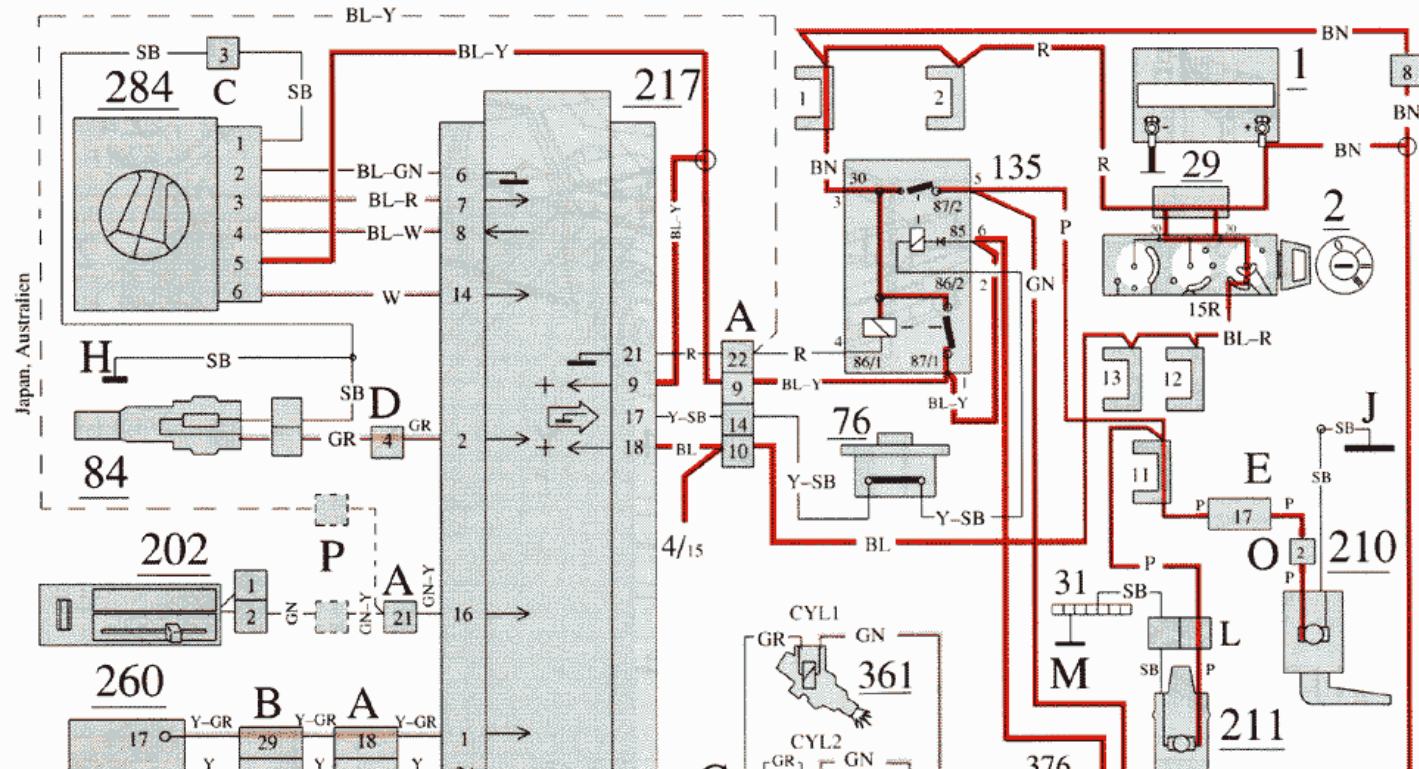 BL–Y
SB
3
C
SB
BL–Y
284
217
1
2
3
4
5
6
BL–GN
BL–R
BL–W
W
6
7
8
14
Japan, Australien
H
SB
SB
84
GR
D
4
GR
2
BL–Y
21
9
17
18
+
+
R
Y–SB
BL
A
22
9
14
10
R
BL–Y
Y–SB
4/15
BL
76
Y–SB
1
2
R
BN
BN
8
BN
BN
1
-
+
30
3
5
135
87/2
85
6
86/2
2
4
86/1
87/1
1
BL–Y
P
GN
R
29
30
30
2
0
15R
BL–R
13
12
11
J
SB
SB
E
P
17
P
O
2
P
210
P
31
SB
M
L
SB
P
211
202
1
2
GN
P
GN–Y
A
21
GN–Y
16
260
17
Y–GR
B
29
Y–GR
A
18
Y–GR
1
Y
Y
Y
CYL1
GR
GN
361
CYL2
GR
GN
376